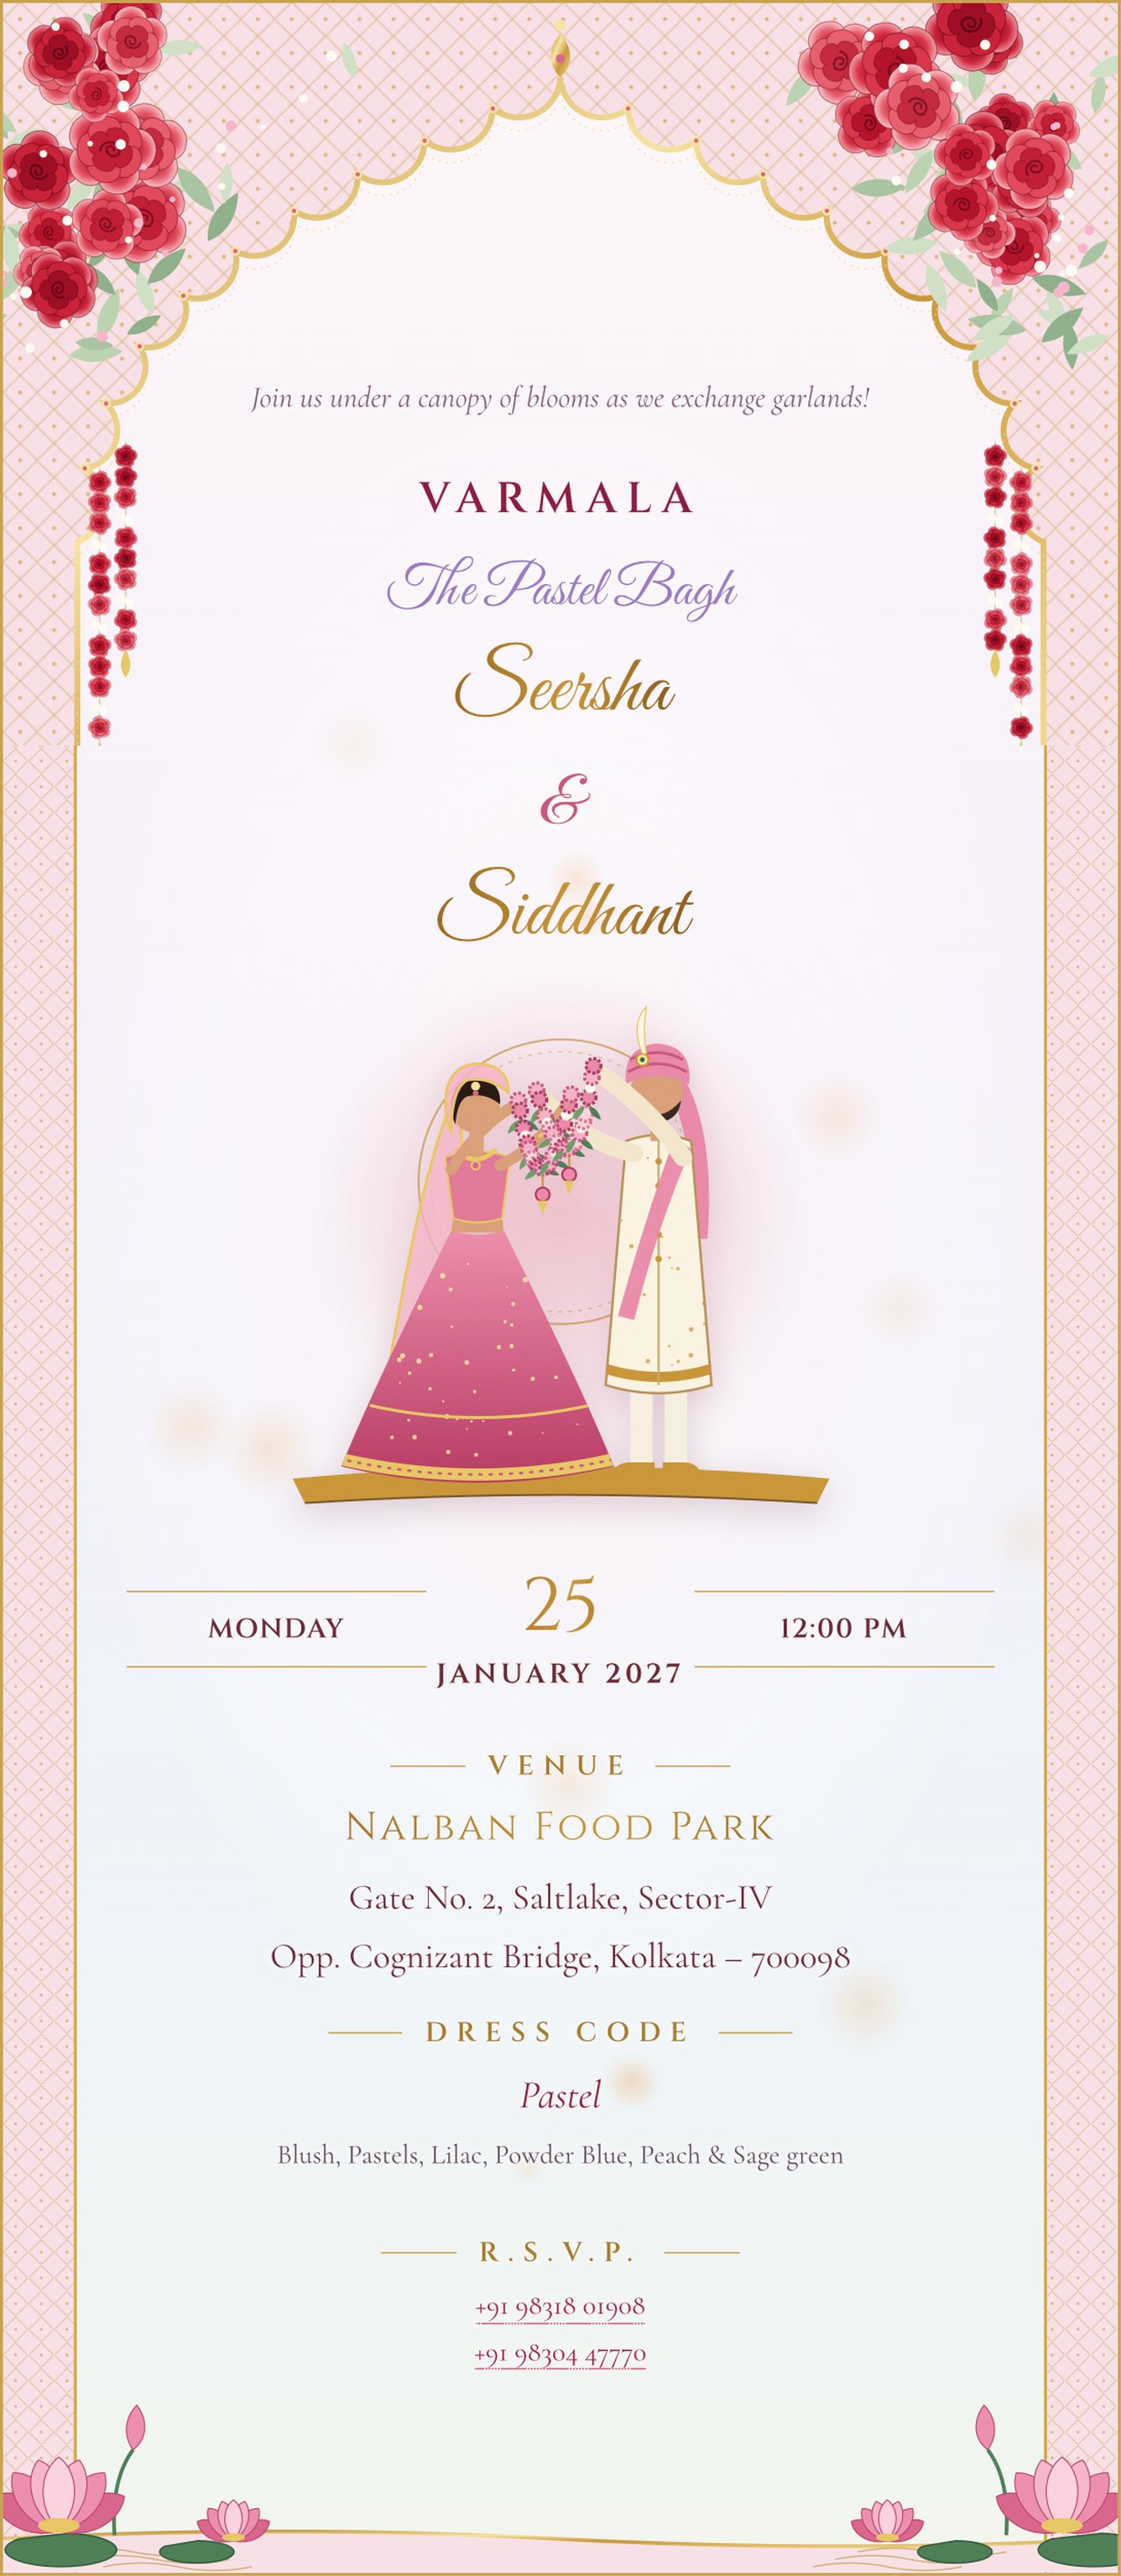 Join us under a canopy of blooms as we exchange garlands!
VARMALA
The Pastel Bagh
Seersha
&
Siddhant
MONDAY
25
JANUARY 2027
12:00 PM
VENUE
Nalban Food Park
Gate No. 2, Saltlake, Sector-IV
Opp. Cognizant Bridge, Kolkata – 700098
DRESS CODE
Pastel
Blush, Pastels, Lilac, Powder Blue, Peach & Sage green
R.S.V.P.
+91 98318 01908
+91 98304 47770